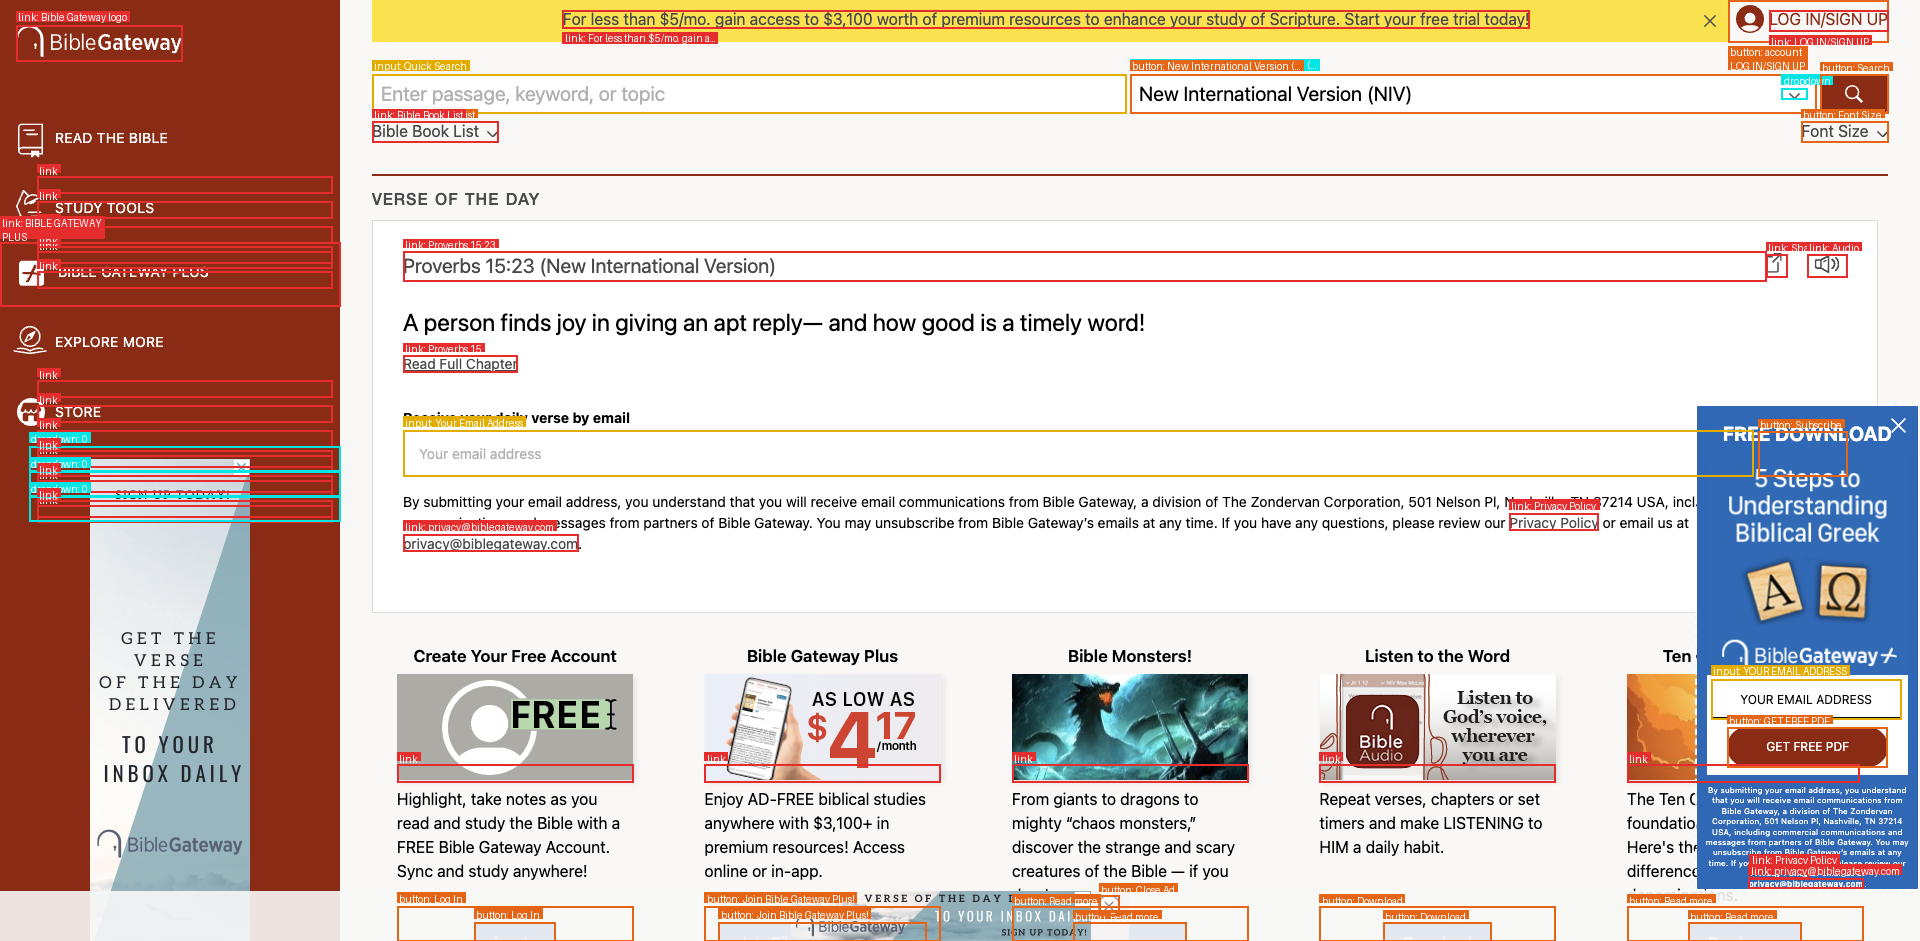 link: Bible Gateway logo
BibleGateway
For less than $5/mo. gain access to $3,100 worth of premium resources to enhance your study of Scripture. Start your free trial today!
link: For less than $5/mo. gain a...
LOG IN/SIGN UP
link: LOG IN/SIGN UP
button: account
LOG IN/SIGN UP
input: Quick Search
Enter passage, keyword, or topic
button: New International Version (...
New International Version (NIV)
dropdown
button: Search
link: Bible Book List
Bible Book List
button: Font Size
Font Size
READ THE BIBLE
link
link
STUDY TOOLS
link: BIBLE GATEWAY
PLUS
link
link
BIBLE GATEWAY PLUS
EXPLORE MORE
link
link
STORE
link
dropdown: 0
link
dropdown: 0
link
dropdown: 0
link
SIGN UP TODAY!
GET THE
VERSE
OF THE DAY
DELIVERED
TO YOUR
INBOX DAILY
BibleGateway
VERSE OF THE DAY
link: Proverbs 15:23
Proverbs 15:23 (New International Version)
link: Audio
A person finds joy in giving an apt reply— and how good is a timely word!
link: Proverbs 15
Read Full Chapter
Receive your daily verse by email
input: Your Email Address
Your email address
button: Subscribe
By submitting your email address, you understand that you will receive email communications from Bible Gateway, a division of The Zondervan Corporation, 501 Nelson Pl, Nashville, TN 37214 USA, incl
messages from partners of Bible Gateway. You may unsubscribe from Bible Gateway's emails at any time. If you have any questions, please review our Privacy Policy or email us at
link: Privacy Policy
link: privacy@biblegateway.com
privacy@biblegateway.com.
FREE DOWNLOAD
5 Steps to
Understanding
Biblical Greek
A Ω
BibleGateway+
input: YOUR EMAIL ADDRESS
YOUR EMAIL ADDRESS
button: GET FREE PDF
GET FREE PDF
By submitting your email address, you understand
that you will receive email communications from
Bible Gateway, a division of The Zondervan
Corporation, 501 Nelson Pl, Nashville, TN 37214
USA, including commercial communications and
messages from partners of Bible Gateway. You may
unsubscribe from Bible Gateway's emails at any
time. If you please review our
link: Privacy Policy
link: privacy@biblegateway.com
privacy@biblegateway.com.
Create Your Free Account
FREE
link
Highlight, take notes as you
read and study the Bible with a
FREE Bible Gateway Account.
Sync and study anywhere!
button: Log In
button: Log In
Bible Gateway Plus
AS LOW AS
$4.17
/month
link
Enjoy AD-FREE biblical studies
anywhere with $3,100+ in
premium resources! Access
online or in-app.
button: Join Bible Gateway Plus!
button: Join Bible Gateway Plus!
Bible Monsters!
link
From giants to dragons to
mighty “chaos monsters,”
discover the strange and scary
creatures of the Bible — if you
button: Read more
button: Read more
Listen to the Word
Bible
Audio
Listen to
God's voice,
wherever
you are
link
Repeat verses, chapters or set
timers and make LISTENING to
HIM a daily habit.
button: Download
button: Download
Ten
link
The Ten
foundatio
Here's the
difference
button: Read more
button: Read more
button: Close Ad
VERSE OF THE DAY
TO YOUR INBOX DAI
BibleGateway
SIGN UP TODAY!